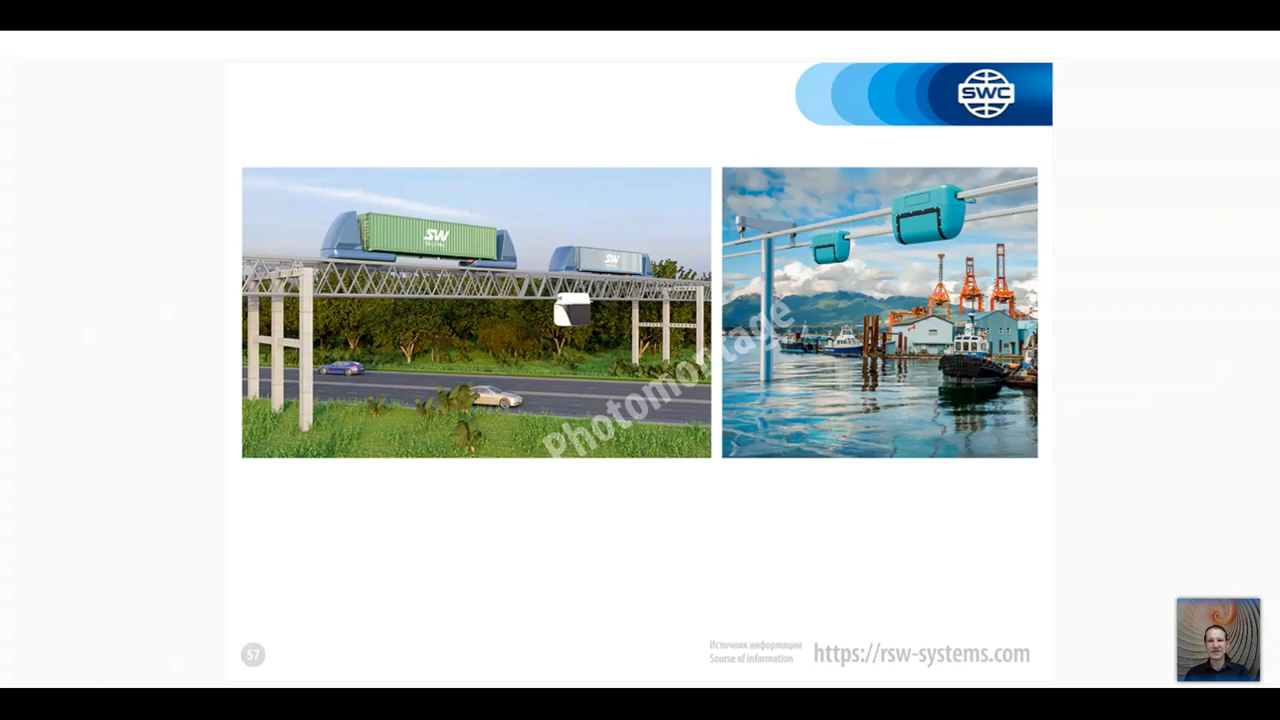 SWC
SW
SW
Photomontage
57
Источник информации
Sourse of information
https://rsw-systems.com